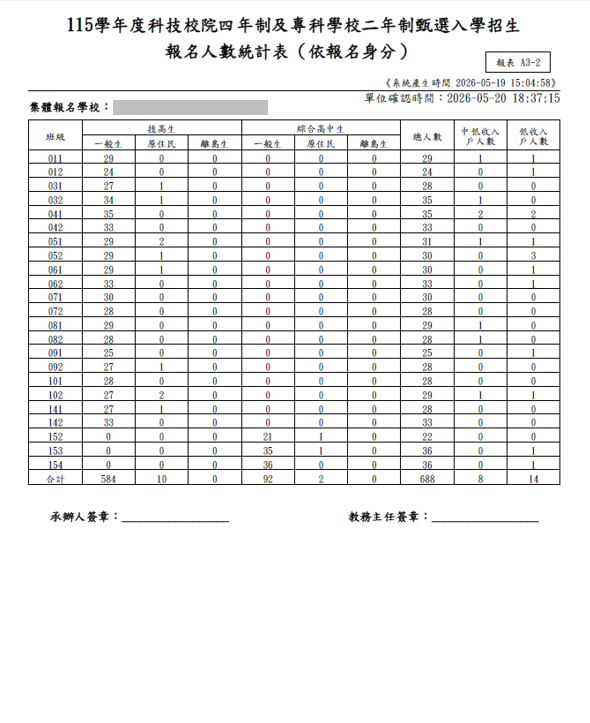 115學年度科技校院四年制及專科學校二年制甄選入學招生
報名人數統計表（依報名身分）
報表 A3-2
《系統產生時間 2026-05-19 15:04:58》
單位確認時間：2026-05-20 18:37:15
集體報名學校：
班級 技高生 綜合高中生 總人數 中低收入戶人數 低收入戶人數
一般生 原住民 離島生 一般生 原住民 離島生
011 29 0 0 0 0 0 29 1 1
012 24 0 0 0 0 0 24 0 1
031 27 1 0 0 0 0 28 0 0
032 34 1 0 0 0 0 35 1 0
041 35 0 0 0 0 0 35 2 2
042 33 0 0 0 0 0 33 0 0
051 29 2 0 0 0 0 31 1 1
052 29 1 0 0 0 0 30 0 3
061 29 1 0 0 0 0 30 0 1
062 33 0 0 0 0 0 33 0 1
071 30 0 0 0 0 0 30 0 0
072 28 0 0 0 0 0 28 0 0
081 29 0 0 0 0 0 29 1 0
082 28 0 0 0 0 0 28 1 0
091 25 0 0 0 0 0 25 0 1
092 27 1 0 0 0 0 28 0 0
101 28 0 0 0 0 0 28 0 0
102 27 2 0 0 0 0 29 1 1
141 27 1 0 0 0 0 28 0 0
142 33 0 0 0 0 0 33 0 0
152 0 0 0 21 1 0 22 0 0
153 0 0 0 35 1 0 36 0 1
154 0 0 0 36 0 0 36 0 1
合計 584 10 0 92 2 0 688 8 14
承辦人簽章：__________________ 教務主任簽章：__________________